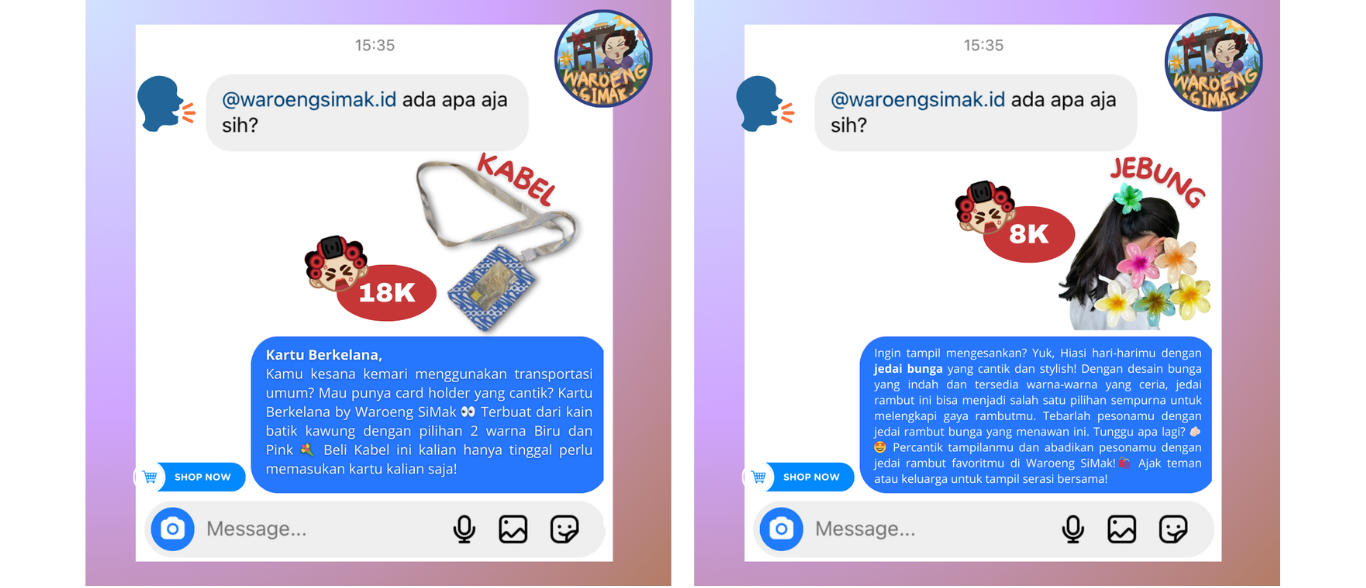 15:35
WAROENG
SIMAK
@waroengsimak.id ada apa aja
sih?
KABEL
18K
Kartu Berkelana,
Kamu kesana kemari menggunakan transportasi
umum? Mau punya card holder yang cantik? Kartu
Berkelana by Waroeng SiMak 👀 Terbuat dari kain
batik kawung dengan pilihan 2 warna Biru dan
Pink 💐 Beli Kabel ini kalian hanya tinggal perlu
memasukan kartu kalian saja!
SHOP NOW
Message...
15:35
WAROENG
SIMAK
@waroengsimak.id ada apa aja
sih?
JEBUNG
8K
Ingin tampil mengesankan? Yuk, Hiasi hari-harimu dengan
jedai bunga yang cantik dan stylish! Dengan desain bunga
yang indah dan tersedia warna-warna yang ceria, jedai
rambut ini bisa menjadi salah satu pilihan sempurna untuk
melengkapi gaya rambutmu. Tebarlah pesonamu dengan
jedai rambut bunga yang menawan ini. Tunggu apa lagi? 👋🏻
🤩 Percantik tampilanmu dan abadikan pesonamu dengan
jedai rambut favoritmu di Waroeng SiMak! 🛍️ Ajak teman
atau keluarga untuk tampil serasi bersama!
SHOP NOW
Message...